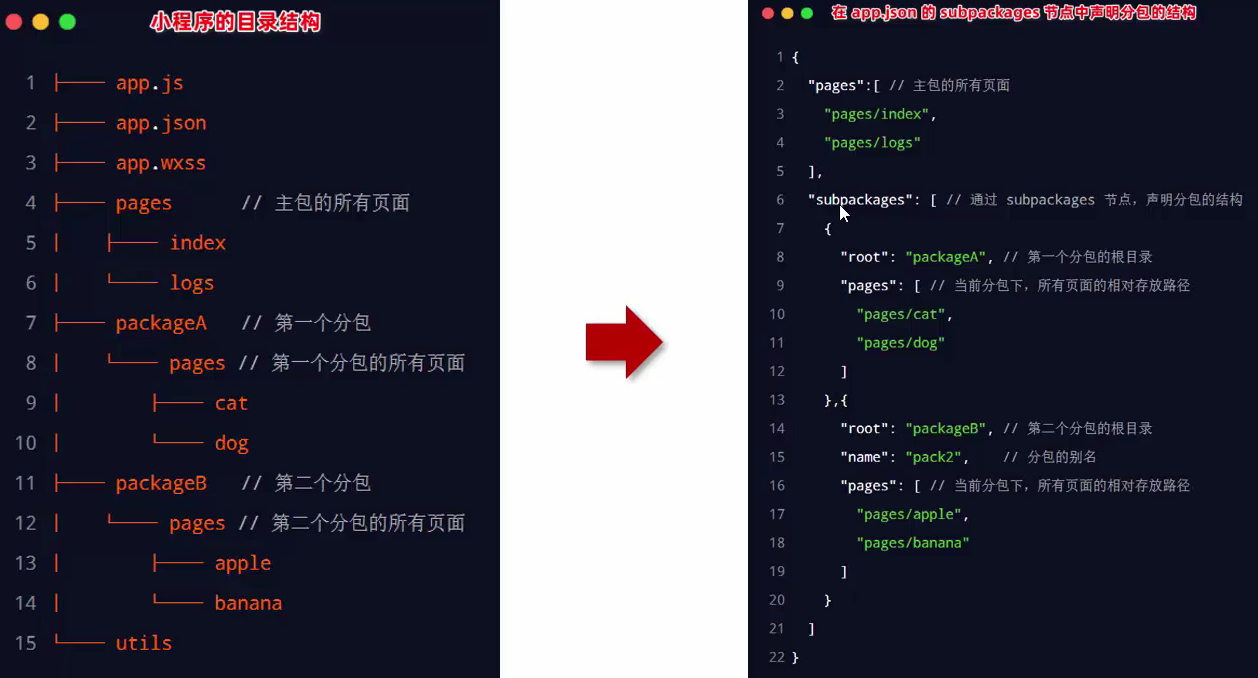 小程序的目录结构
1 ├── app.js
2 ├── app.json
3 ├── app.wxss
4 ├── pages // 主包的所有页面
5 │ ├── index
6 │ └── logs
7 ├── packageA // 第一个分包
8 │ └── pages // 第一个分包的所有页面
9 │ ├── cat
10 │ └── dog
11 ├── packageB // 第二个分包
12 │ └── pages // 第二个分包的所有页面
13 │ ├── apple
14 │ └── banana
15 └── utils
在 app.json 的 subpackages 节点中声明分包的结构
1 {
2 "pages":[ // 主包的所有页面
3 "pages/index",
4 "pages/logs"
5 ],
6 "subpackages": [ // 通过 subpackages 节点，声明分包的结构
7 {
8 "root": "packageA", // 第一个分包的根目录
9 "pages": [ // 当前分包下，所有页面的相对存放路径
10 "pages/cat",
11 "pages/dog"
12 ]
13 },{
14 "root": "packageB", // 第二个分包的根目录
15 "name": "pack2", // 分包的别名
16 "pages": [ // 当前分包下，所有页面的相对存放路径
17 "pages/apple",
18 "pages/banana"
19 ]
20 }
21 ]
22 }